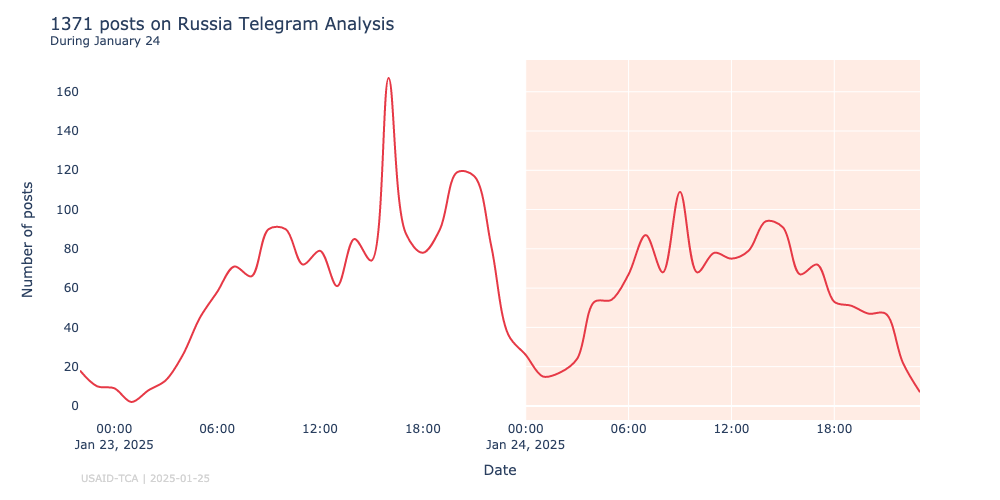 1371 posts on Russia Telegram Analysis
During January 24
160
140
120
100
80
60
40
20
0
Number of posts
00:00 06:00 12:00 18:00 00:00 06:00 12:00 18:00
Jan 23, 2025 Jan 24, 2025
Date
USAID-TCA | 2025-01-25